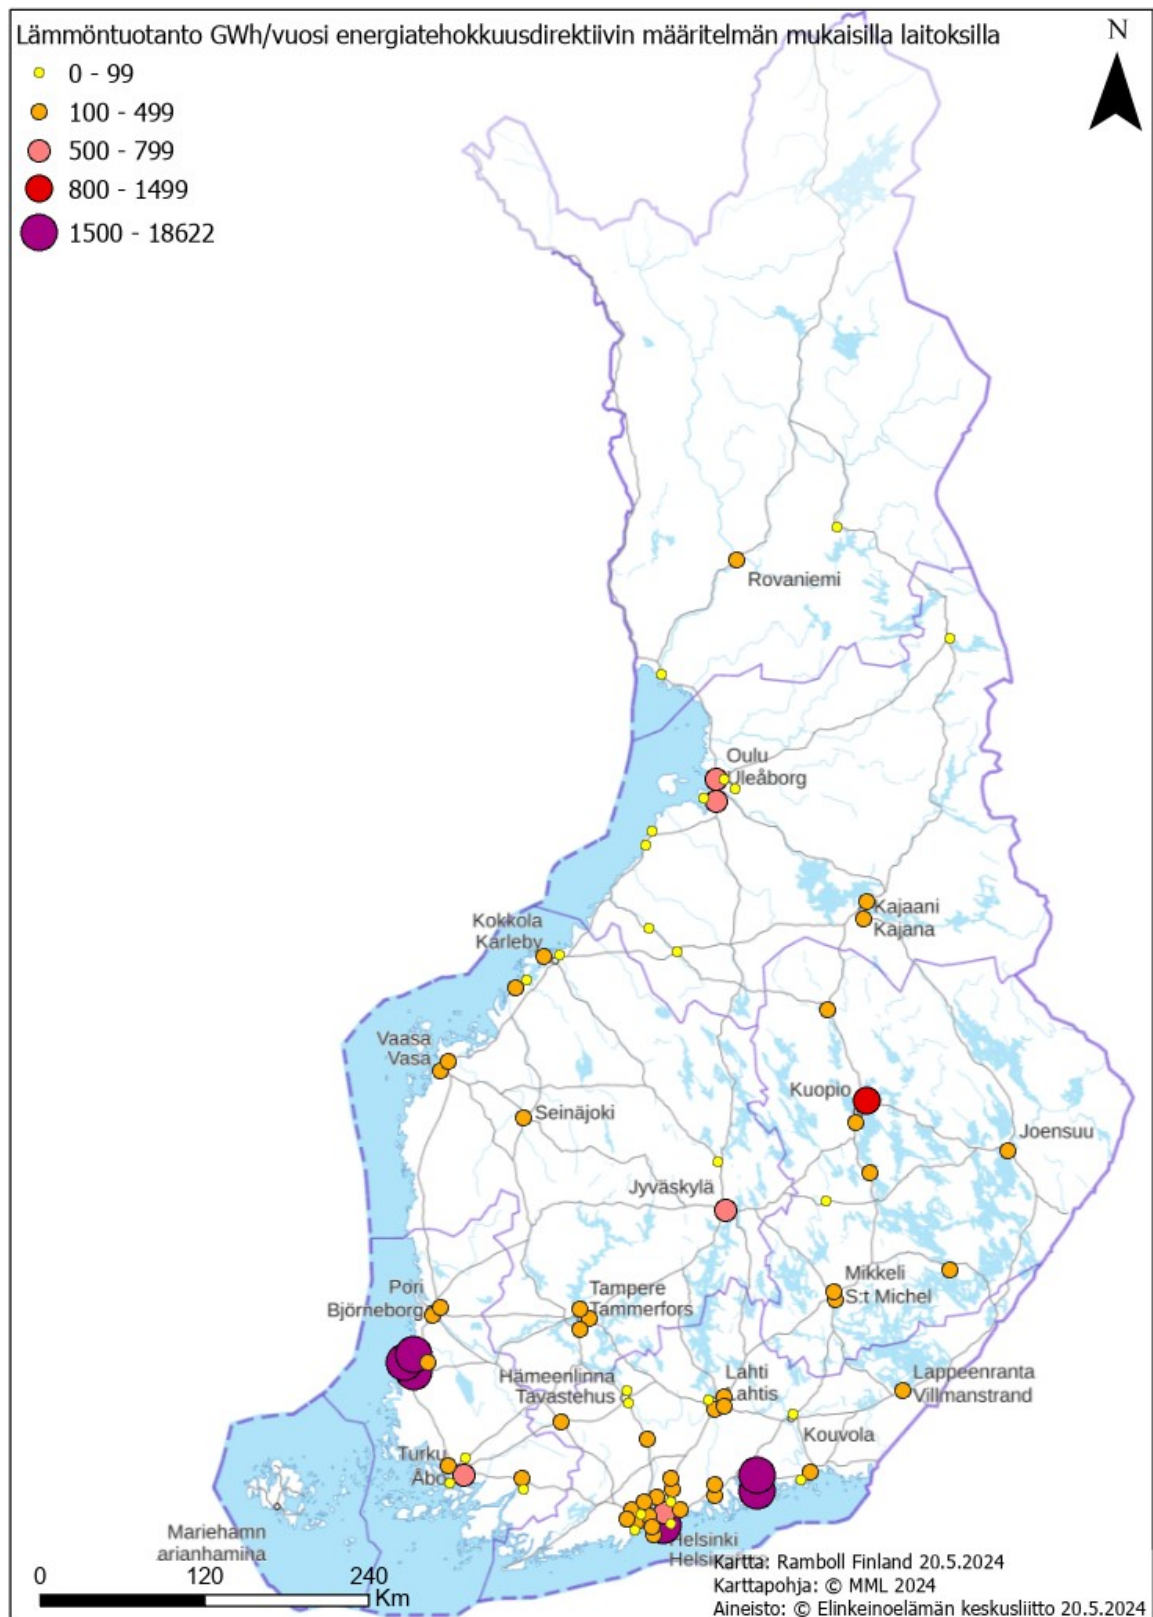 Lämmöntuotanto GWh/vuosi energiatehokkuusdirektiivin määritelmän mukaisilla laitoksilla
N
0 - 99
100 - 499
500 - 799
800 - 1499
1500 - 18622
Rovaniemi
Oulu
Uleåborg
Kajaani
Kajana
Kokkola
Karleby
Vaasa
Vasa
Kuopio
Seinäjoki
Joensuu
Jyväskylä
Mikkeli
S:t Michel
Pori
Björneborg
Tampere
Tammerfors
Hämeenlinna
Tavastehus
Lahti
Lahtis
Lappeenranta
Villmanstrand
Kouvola
Turku
Åbo
Mariehamn
arianhamina
Helsinki
0 120 240
Km
Kartta: Ramboll Finland 20.5.2024
Karttapohja: © MML 2024
Aineisto: © Elinkeinoelämän keskusliitto 20.5.2024